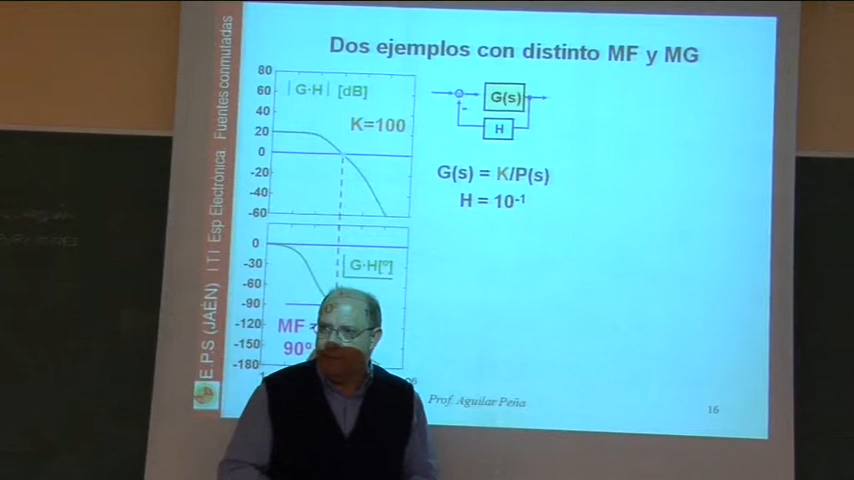 Dos ejemplos con distinto MF y MG
E.P.S (JAÉN) I T I Esp Electrónica. Fuentes conmutadas
80
60
40
20
0
-20
-40
-60
|G·H| [dB]
K=100
G(s)
-
H
G(s) = K/P(s)
H = 10⁻¹
0
-30
-60
-90
-120
-150
-180
G·H[º]
MF
90º
Prof. Aguilar Peña
16